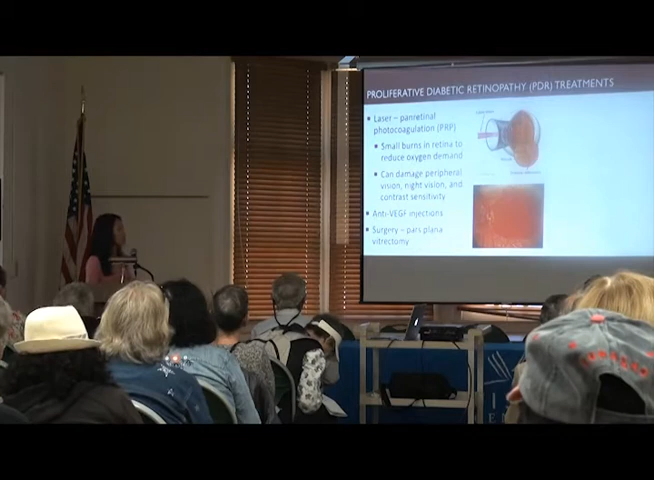 PROLIFERATIVE DIABETIC RETINOPATHY (PDR) TREATMENTS
Laser – panretinal
photocoagulation (PRP)
Small burns in retina to
reduce oxygen demand
Can damage peripheral
vision, night vision, and
contrast sensitivity
Anti-VEGF injections
Surgery – pars plana
vitrectomy